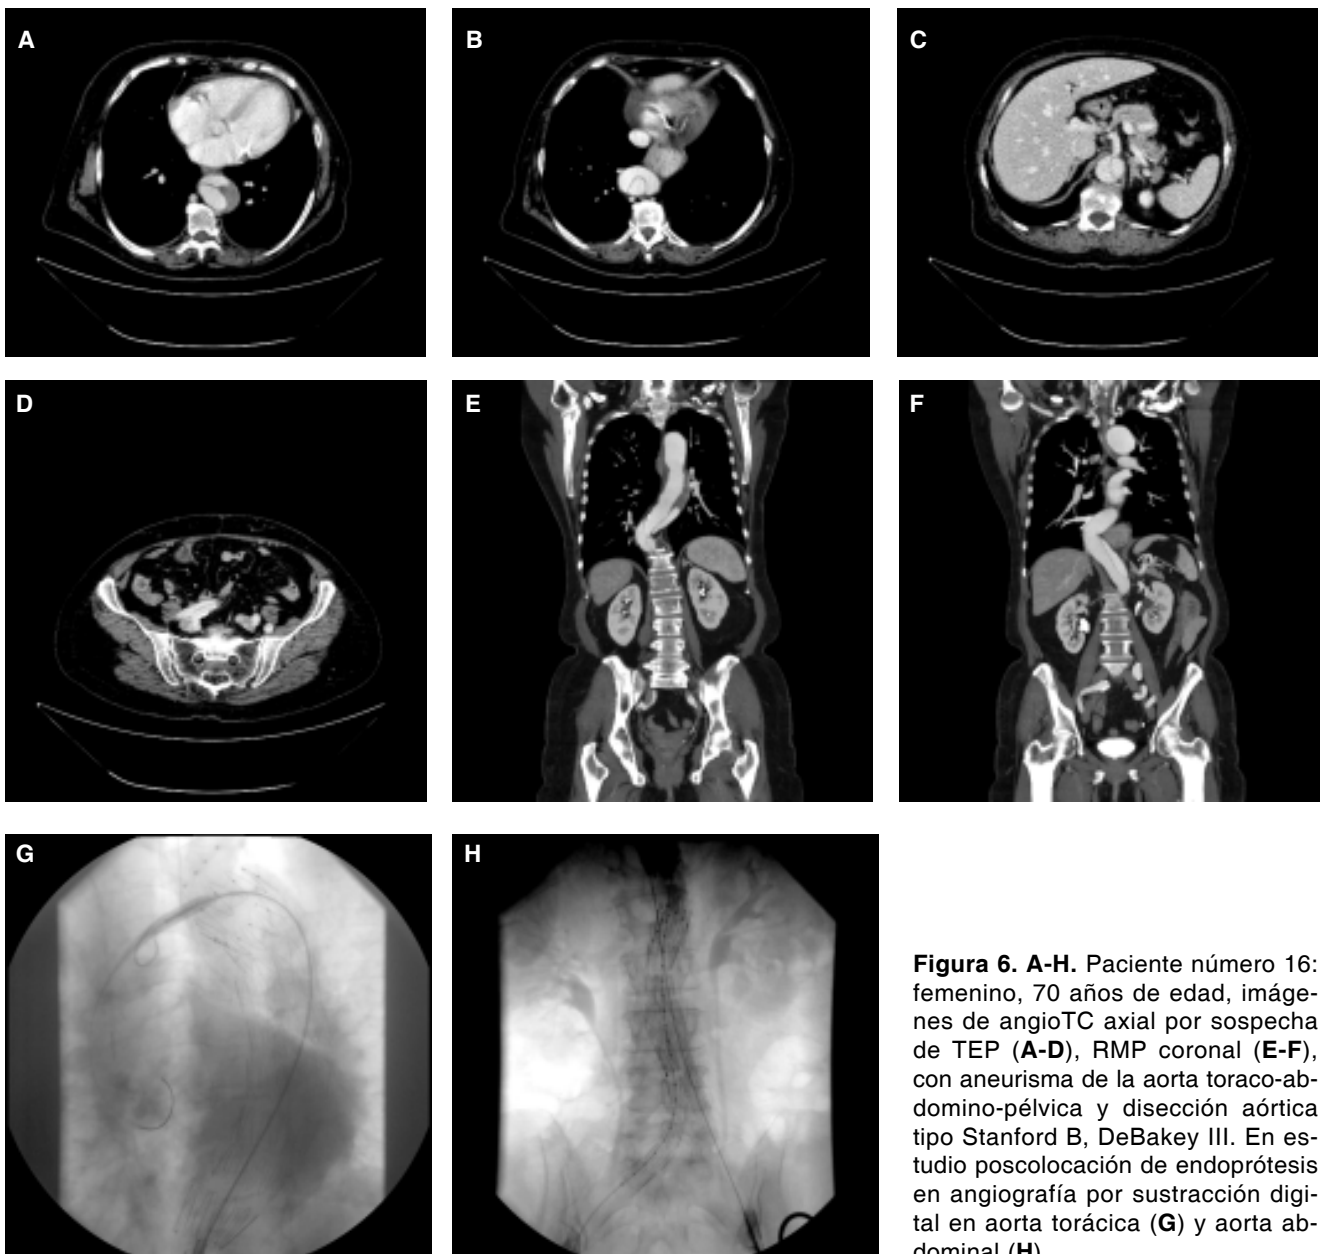 A
B
C
D
E
F
G
H
Figura 6. A-H. Paciente número 16:
femenino, 70 años de edad, imáge-
nes de angioTC axial por sospecha
de TEP (A-D), RMP coronal (E-F),
con aneurisma de la aorta toraco-ab-
domino-pélvica y disección aórtica
tipo Stanford B, DeBakey III. En es-
tudio poscolocación de endoprótesis
en angiografía por sustracción digi-
tal en aorta torácica (G) y aorta ab-
dominal (H).